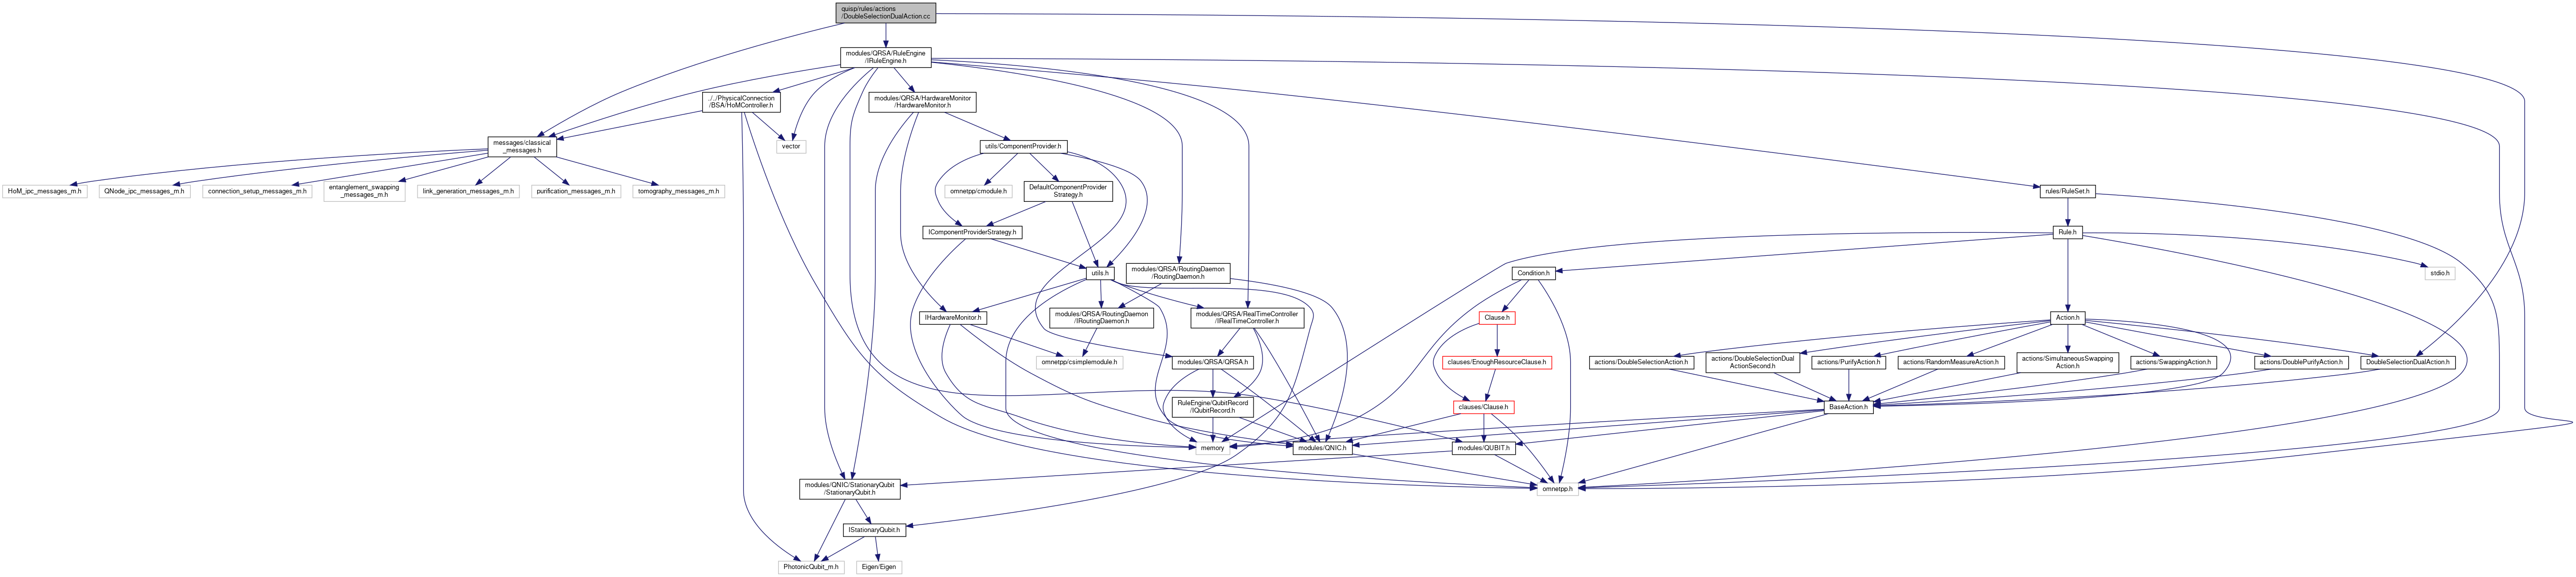 quisp/rules/actions
/DoubleSelectionDualAction.cc
modules/QRSA/RuleEngine
/IRuleEngine.h
../../PhysicalConnection
/BSA/HoMController.h
modules/QRSA/HardwareMonitor
/HardwareMonitor.h
messages/classical
_messages.h
vector
utils/ComponentProvider.h
HoM_ipc_messages_m.h
QNode_ipc_messages_m.h
connection_setup_messages_m.h
entanglement_swapping
_messages_m.h
link_generation_messages_m.h
purification_messages_m.h
tomography_messages_m.h
omnetpp/cmodule.h
DefaultComponentProvider
Strategy.h
rules/RuleSet.h
IComponentProviderStrategy.h
Rule.h
utils.h
modules/QRSA/RoutingDaemon
/RoutingDaemon.h
Condition.h
stdio.h
IHardwareMonitor.h
modules/QRSA/RoutingDaemon
/IRoutingDaemon.h
modules/QRSA/RealTimeController
/IRealTimeController.h
Clause.h
Action.h
omnetpp/csimplemodule.h
modules/QRSA/QRSA.h
clauses/EnoughResourceClause.h
actions/DoubleSelectionAction.h
actions/DoubleSelectionDual
ActionSecond.h
actions/PurifyAction.h
actions/RandomMeasureAction.h
actions/SimultaneousSwapping
Action.h
actions/SwappingAction.h
actions/DoublePurifyAction.h
DoubleSelectionDualAction.h
RuleEngine/QubitRecord
/IQubitRecord.h
clauses/Clause.h
BaseAction.h
memory
modules/QNIC.h
modules/QUBIT.h
modules/QNIC/StationaryQubit
/StationaryQubit.h
omnetpp.h
IStationaryQubit.h
PhotonicQubit_m.h
Eigen/Eigen